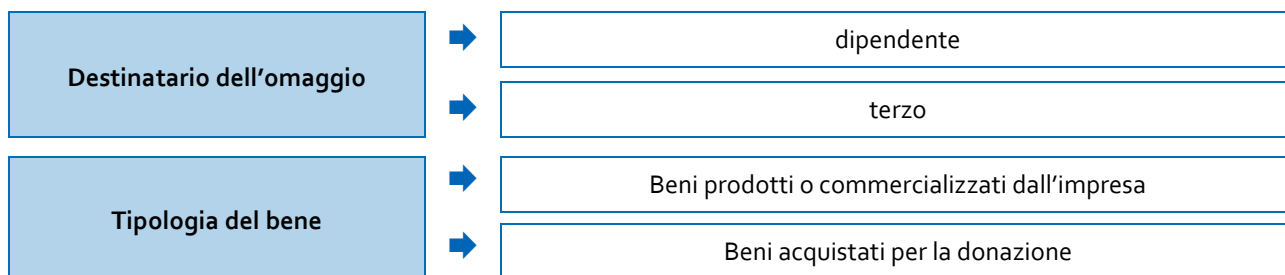 dipendente
Destinatario dell’omaggio
terzo
Beni prodotti o commercializzati dall’impresa
Tipologia del bene
Beni acquistati per la donazione